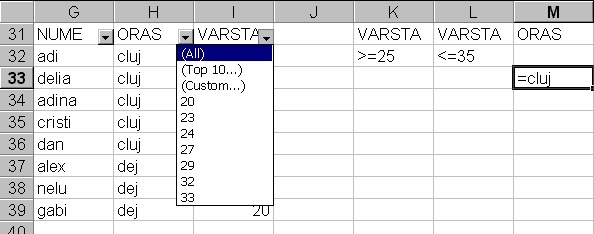 G H I J K L M
31 NUME ORAS VARSTA VARSTA VARSTA ORAS
32 adi cluj (All) >=25 <=35
33 delia cluj (Top 10...) =cluj
(Custom...)
34 adina cluj 20
35 cristi cluj 23
24
36 dan cluj 27
37 alex dej 29
38 nelu dej 32
33
39 gabi dej 20
40